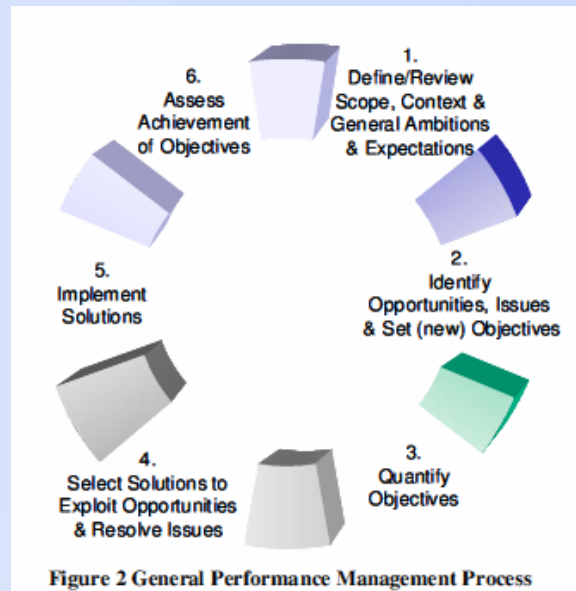 1.
Define/Review
Scope, Context &
General Ambitions
& Expectations
2.
Identify
Opportunities, Issues
& Set (new) Objectives
3.
Quantify
Objectives
4.
Select Solutions to
Exploit Opportunities
& Resolve Issues
5.
Implement
Solutions
6.
Assess
Achievement
of Objectives
Figure 2 General Performance Management Process